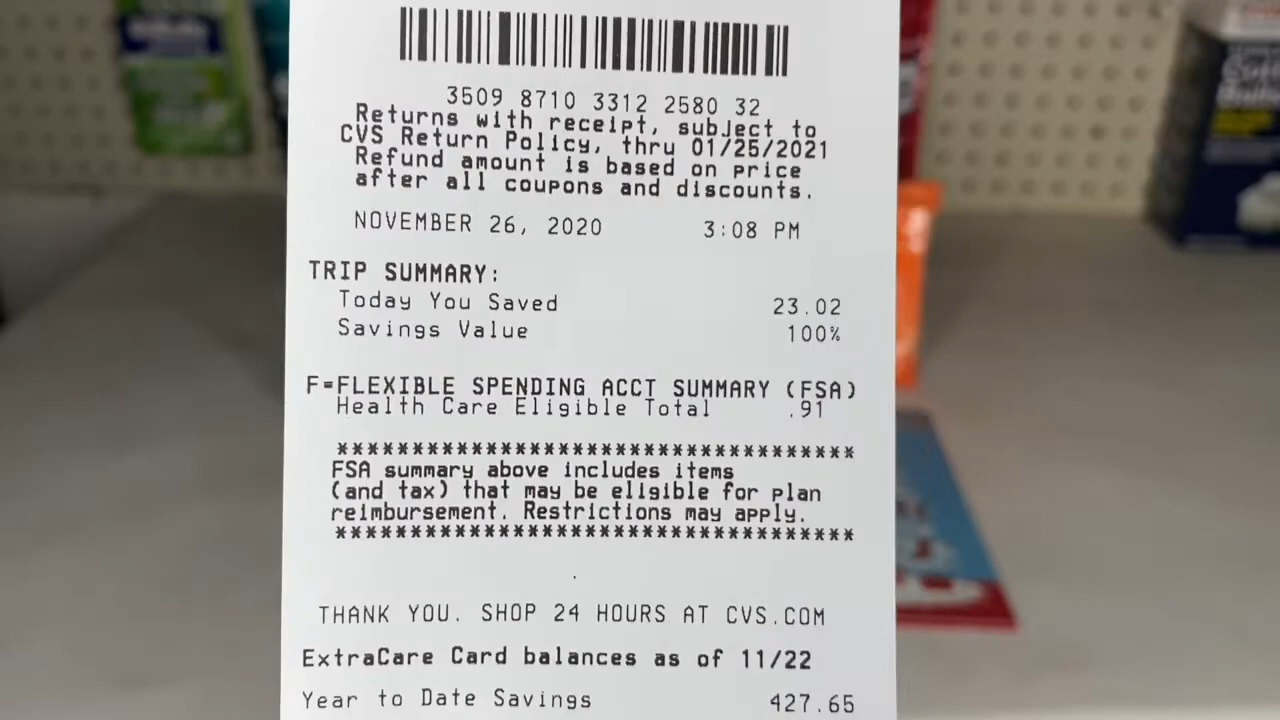 3509 8710 3312 2580 32
Returns with receipt, subject to
CVS Return Policy, thru 01/25/2021
Refund amount is based on price
after all coupons and discounts.
NOVEMBER 26, 2020 3:08 PM
TRIP SUMMARY:
Today You Saved 23.02
Savings Value 100%
F=FLEXIBLE SPENDING ACCT SUMMARY (FSA)
Health Care Eligible Total .91
***********************************
FSA summary above includes items
(and tax) that may be eligible for plan
reimbursement. Restrictions may apply.
***********************************
THANK YOU. SHOP 24 HOURS AT CVS.COM
ExtraCare Card balances as of 11/22
Year to Date Savings 427.65